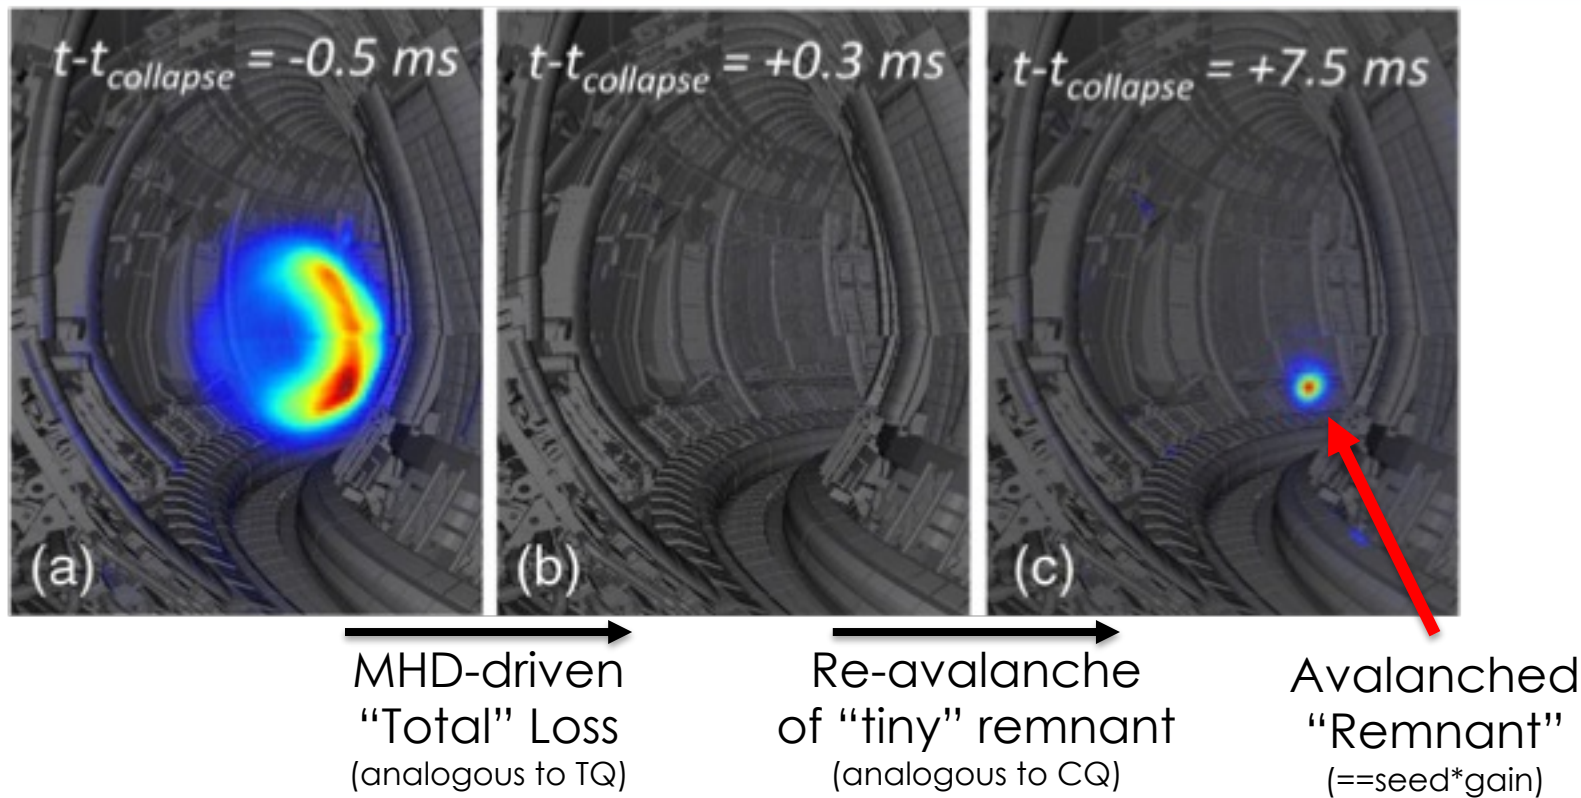 t-tcollapse = -0.5 ms
t-tcollapse = +0.3 ms
t-tcollapse = +7.5 ms
(a)
(b)
(c)
MHD-driven
“Total” Loss
(analogous to TQ)
Re-avalanche
of “tiny” remnant
(analogous to CQ)
Avalanched
“Remnant”
(==seed*gain)